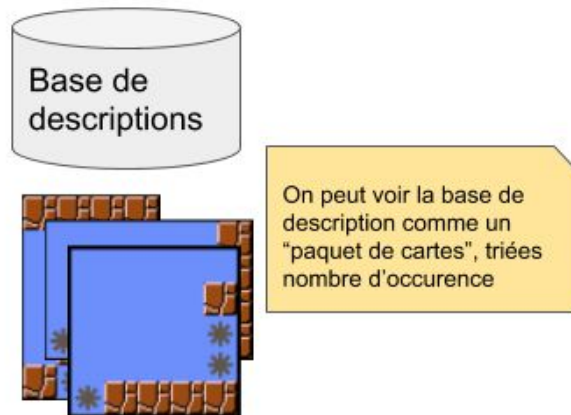 Base de
descriptions
On peut voir la base de
description comme un
“paquet de cartes”, triées
nombre d’occurence